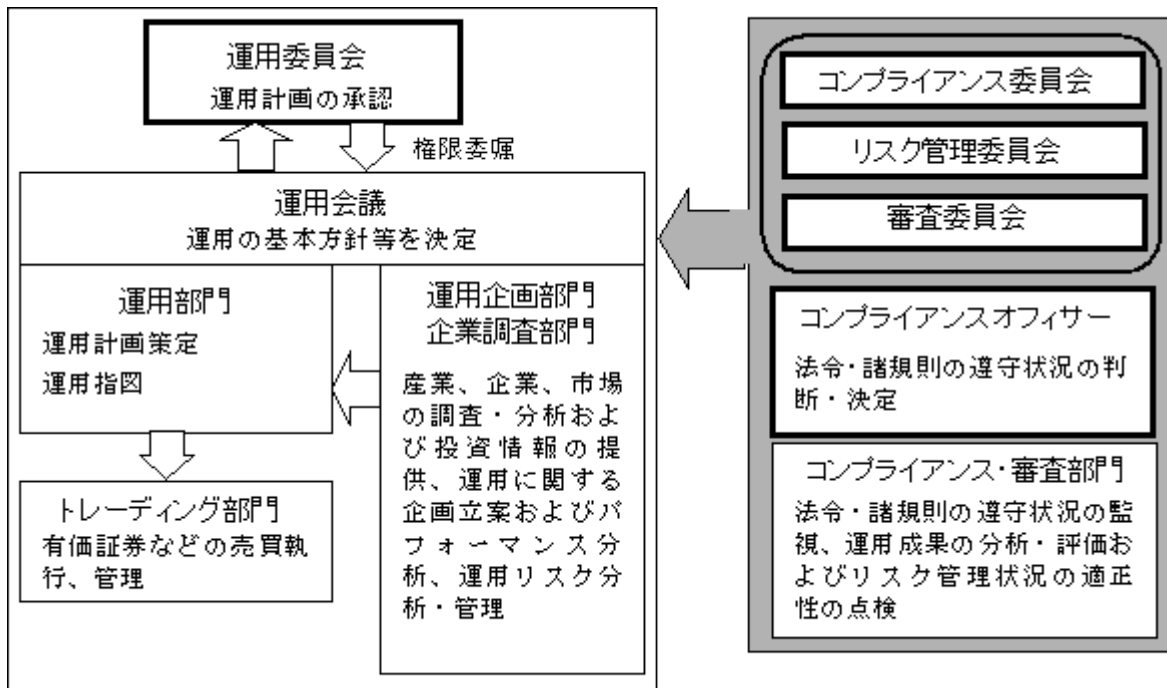 運用委員会
運用計画の承認
権限委嘱
運用会議
運用の基本方針等を決定
運用部門
運用計画策定
運用指図
運用企画部門
企業調査部門
産業、企業、市場
の調査・分析およ
び投資情報の提
供、運用に関する
企画立案およびパ
フォーマンス分
析、運用リスク分
析・管理
トレーディング部門
有価証券などの売買執
行、管理
コンプライアンス委員会
リスク管理委員会
審査委員会
コンプライアンスオフィサー
法令・諸規則の遵守状況の判
断・決定
コンプライアンス・審査部門
法令・諸規則の遵守状況の監
視、運用成果の分析・評価お
よびリスク管理状況の適正
性の点検